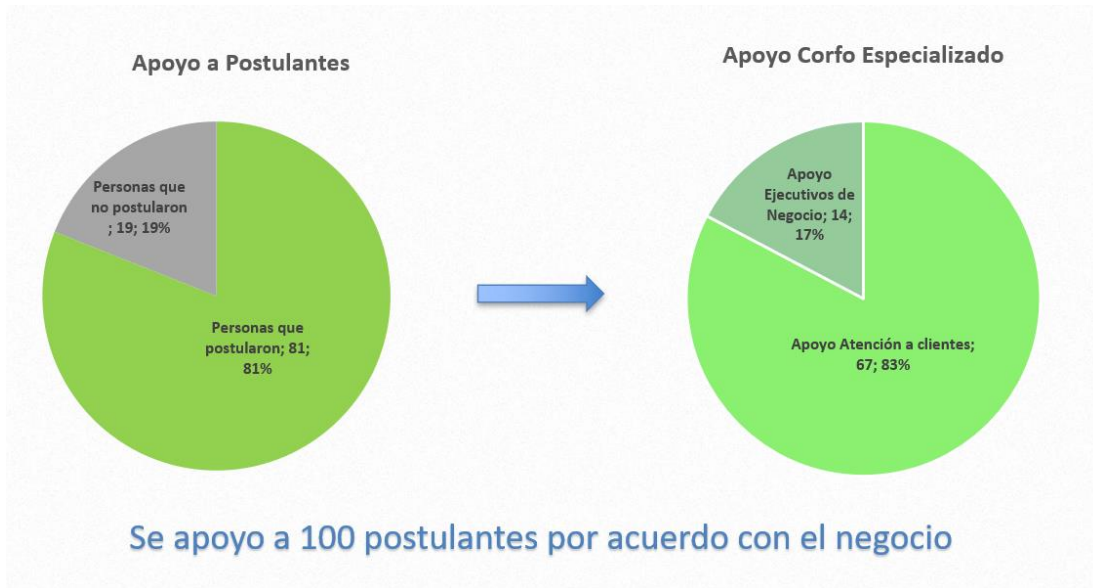 Apoyo a Postulantes
Personas que
no postularon
; 19; 19%
Personas que
postularon; 81;
81%
Apoyo Corfo Especializado
Apoyo
Ejecutivos de
Negocio; 14;
17%
Apoyo Atención a clientes;
67; 83%
Se apoyo a 100 postulantes por acuerdo con el negocio